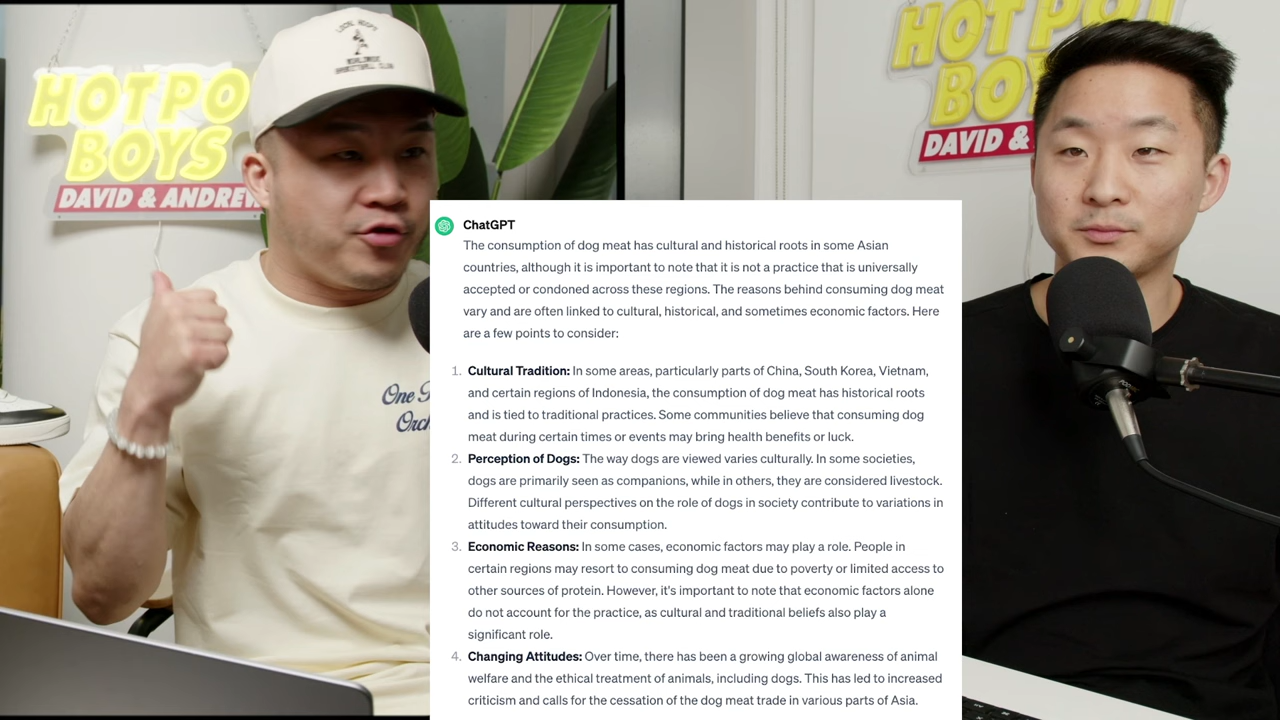 HOT PO
BOYS
DAVID & ANDREW
HOT POT
BO
DAVID &
WORLDWIDE
BASKETBALL CLUB
One
Orch
ChatGPT
The consumption of dog meat has cultural and historical roots in some Asian
countries, although it is important to note that it is not a practice that is universally
accepted or condoned across these regions. The reasons behind consuming dog meat
vary and are often linked to cultural, historical, and sometimes economic factors. Here
are a few points to consider:
1. Cultural Tradition: In some areas, particularly parts of China, South Korea, Vietnam,
and certain regions of Indonesia, the consumption of dog meat has historical roots
and is tied to traditional practices. Some communities believe that consuming dog
meat during certain times or events may bring health benefits or luck.
2. Perception of Dogs: The way dogs are viewed varies culturally. In some societies,
dogs are primarily seen as companions, while in others, they are considered livestock.
Different cultural perspectives on the role of dogs in society contribute to variations in
attitudes toward their consumption.
3. Economic Reasons: In some cases, economic factors may play a role. People in
certain regions may resort to consuming dog meat due to poverty or limited access to
other sources of protein. However, it's important to note that economic factors alone
do not account for the practice, as cultural and traditional beliefs also play a
significant role.
4. Changing Attitudes: Over time, there has been a growing global awareness of animal
welfare and the ethical treatment of animals, including dogs. This has led to increased
criticism and calls for the cessation of the dog meat trade in various parts of Asia.